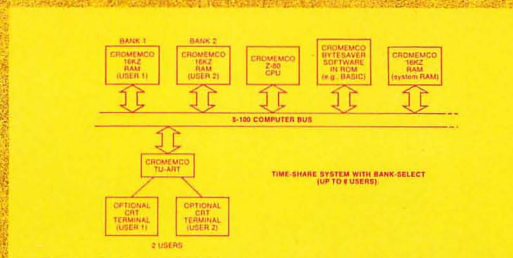 BANK 1
CROMEMCO
16KZ
RAM
(USER 1)
BANK 2
CROMEMCO
16KZ
RAM
(USER 2)
CROMEMCO
Z-80
CPU
CROMEMCO
BYTESAVER
SOFTWARE
IN ROM
(e.g., BASIC)
CROMEMCO
16KZ
RAM
(system RAM)
S-100 COMPUTER BUS
CROMEMCO
TU-ART
TIME-SHARE SYSTEM WITH BANK-SELECT
(UP TO 8 USERS)
OPTIONAL
CRT
TERMINAL
(USER 1)
OPTIONAL
CRT
TERMINAL
(USER 2)
2 USERS